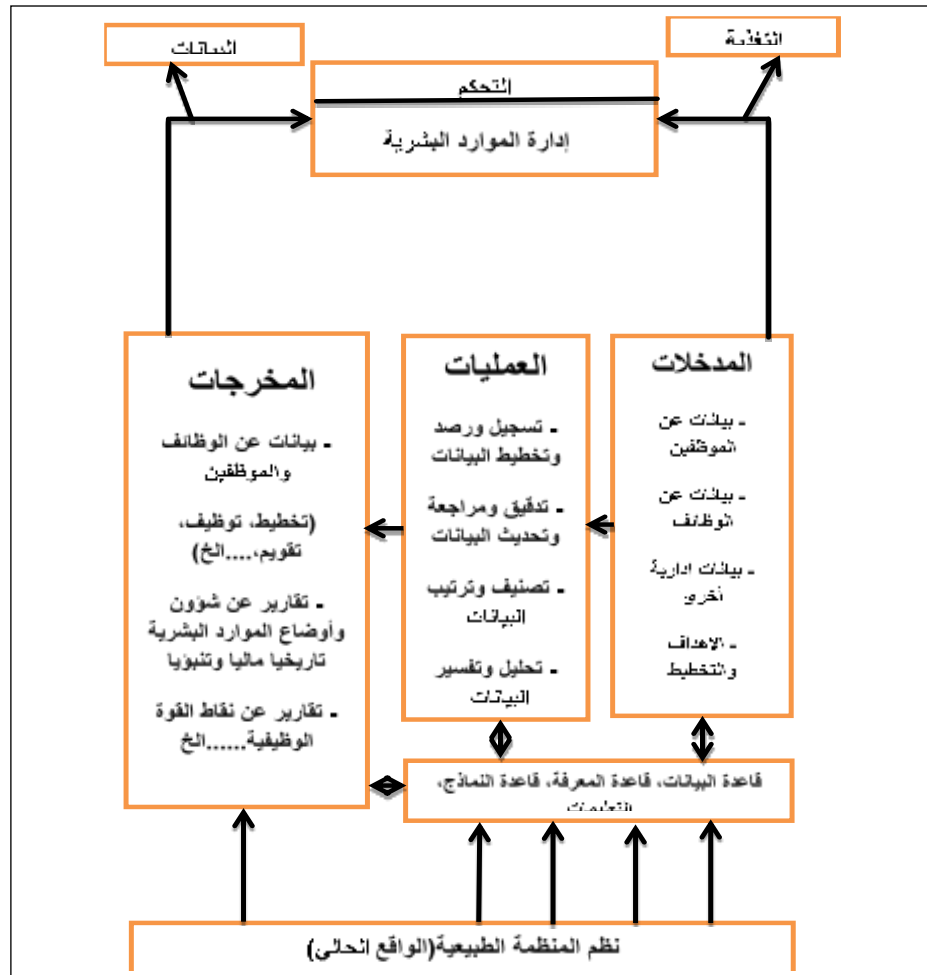 التغذية
البيانات
التحكم
إدارة الموارد البشرية
المدخلات
- بيانات عن
الموظفين
- بيانات عن
الوظائف
- بيانات ادارية
أخرى
- الاهداف
والتخطيط
العمليات
- تسجيل ورصد
وتخطيط البيانات
- تدقيق ومراجعة
وتحديث البيانات
- تصنيف وترتيب
البيانات
- تحليل وتفسير
البيانات
المخرجات
- بيانات عن الوظائف
والموظفين
(تخطيط، توظيف،
تقويم،....الخ)
- تقارير عن شؤون
وأوضاع الموارد البشرية
تاريخيا ماليا وتنبؤيا
- تقارير عن نقاط القوة
الوظيفية......الخ
قاعدة البيانات، قاعدة المعرفة، قاعدة النماذج،
نظم المنظمة الطبيعية(الواقع الحالي)